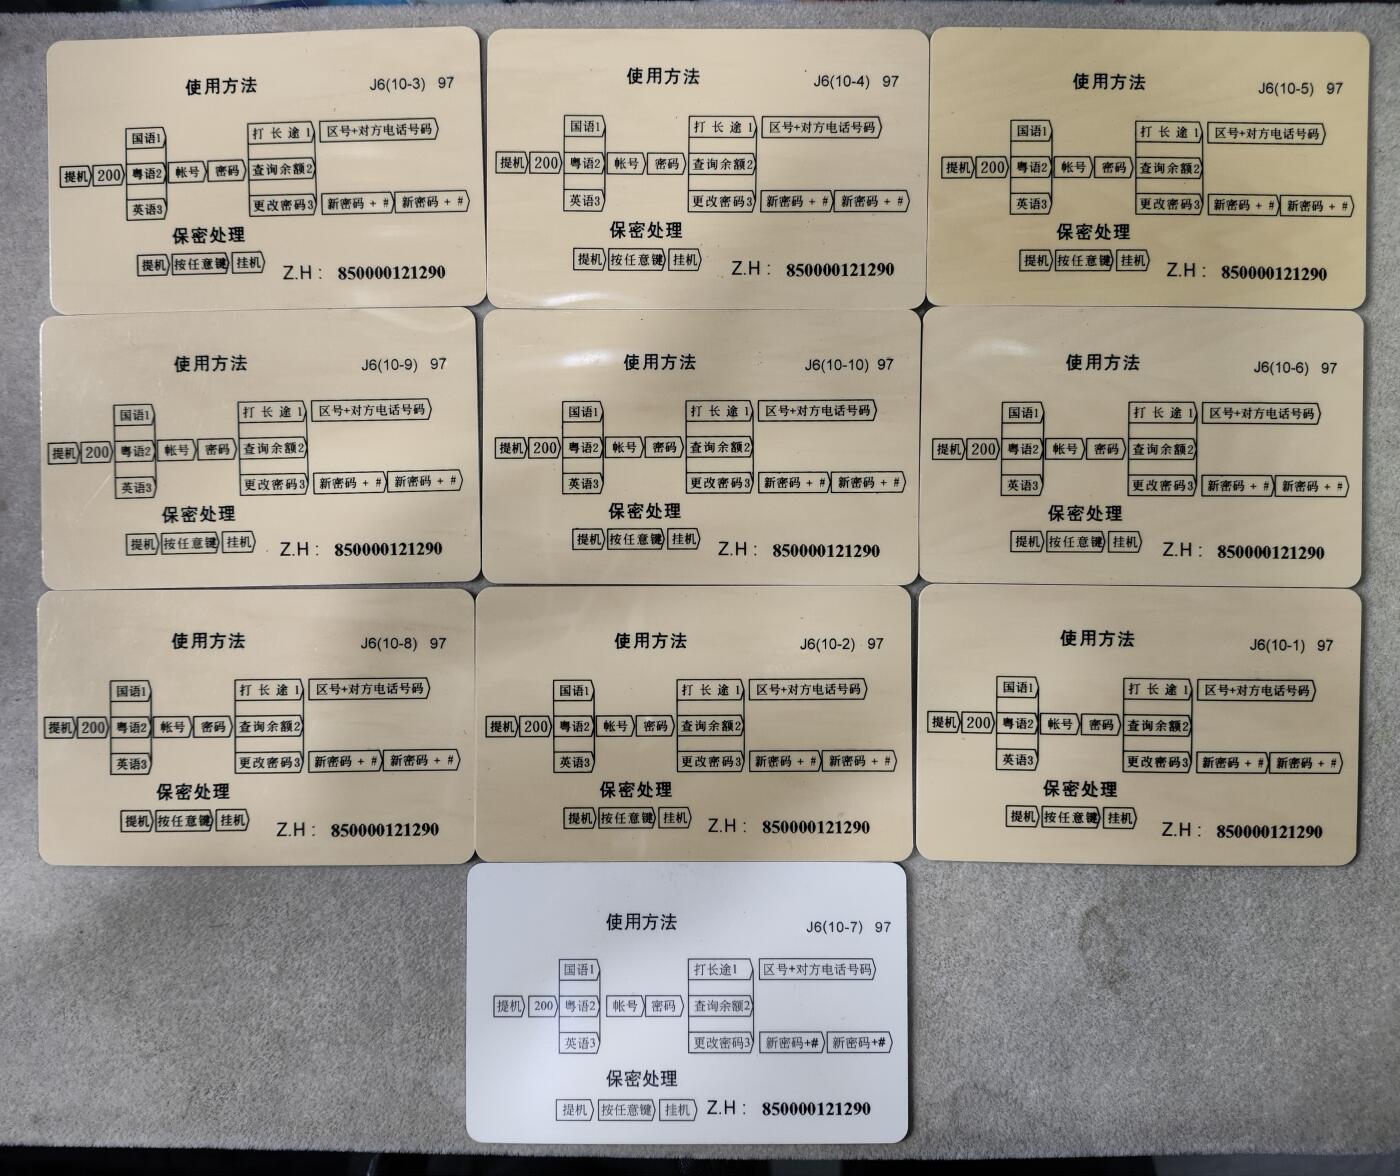 使用方法 J6(10-3) 97
国语1 打 长 途 1 区号+对方电话号码
提机 200 粤语2 帐号 密码 查询余额2
英语3 更改密码3 新密码 + # 新密码 + #
保密处理
提机 按任意键 挂机 Z.H : 850000121290
使用方法 J6(10-4) 97
国语1 打 长 途 1 区号+对方电话号码
提机 200 粤语2 帐号 密码 查询余额2
英语3 更改密码3 新密码 + # 新密码 + #
保密处理
提机 按任意键 挂机 Z.H : 850000121290
使用方法 J6(10-5) 97
国语1 打 长 途 1 区号+对方电话号码
提机 200 粤语2 帐号 密码 查询余额2
英语3 更改密码3 新密码 + # 新密码 + #
保密处理
提机 按任意键 挂机 Z.H : 850000121290
使用方法 J6(10-9) 97
国语1 打 长 途 1 区号+对方电话号码
提机 200 粤语2 帐号 密码 查询余额2
英语3 更改密码3 新密码 + # 新密码 + #
保密处理
提机 按任意键 挂机 Z.H : 850000121290
使用方法 J6(10-10) 97
国语1 打 长 途 1 区号+对方电话号码
提机 200 粤语2 帐号 密码 查询余额2
英语3 更改密码3 新密码 + # 新密码 + #
保密处理
提机 按任意键 挂机 Z.H : 850000121290
使用方法 J6(10-6) 97
国语1 打 长 途 1 区号+对方电话号码
提机 200 粤语2 帐号 密码 查询余额2
英语3 更改密码3 新密码 + # 新密码 + #
保密处理
提机 按任意键 挂机 Z.H : 850000121290
使用方法 J6(10-8) 97
国语1 打 长 途 1 区号+对方电话号码
提机 200 粤语2 帐号 密码 查询余额2
英语3 更改密码3 新密码 + # 新密码 + #
保密处理
提机 按任意键 挂机 Z.H : 850000121290
使用方法 J6(10-2) 97
国语1 打 长 途 1 区号+对方电话号码
提机 200 粤语2 帐号 密码 查询余额2
英语3 更改密码3 新密码 + # 新密码 + #
保密处理
提机 按任意键 挂机 Z.H : 850000121290
使用方法 J6(10-1) 97
国语1 打 长 途 1 区号+对方电话号码
提机 200 粤语2 帐号 密码 查询余额2
英语3 更改密码3 新密码 + # 新密码 + #
保密处理
提机 按任意键 挂机 Z.H : 850000121290
使用方法 J6(10-7) 97
国语1 打长途1 区号+对方电话号码
提机 200 粤语2 帐号 密码 查询余额2
英语3 更改密码3 新密码+# 新密码+#
保密处理
提机 按任意键 挂机 Z.H : 850000121290